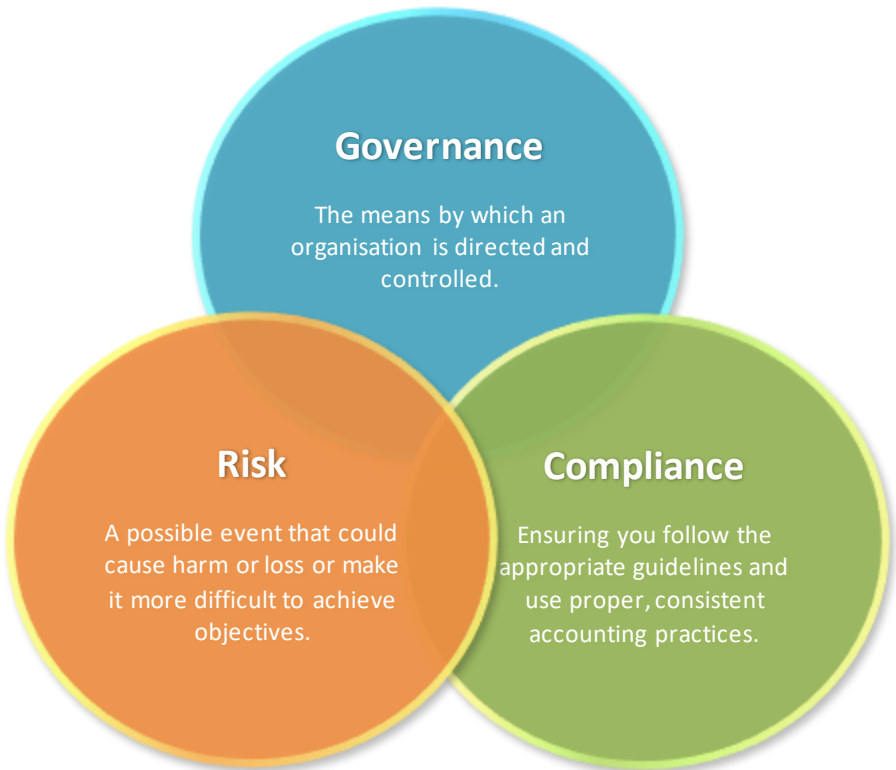 Governance
The means by which an
organisation is directed and
controlled.
Risk
A possible event that could
cause harm or loss or make
it more difficult to achieve
objectives.
Compliance
Ensuring you follow the
appropriate guidelines and
use proper, consistent
accounting practices.